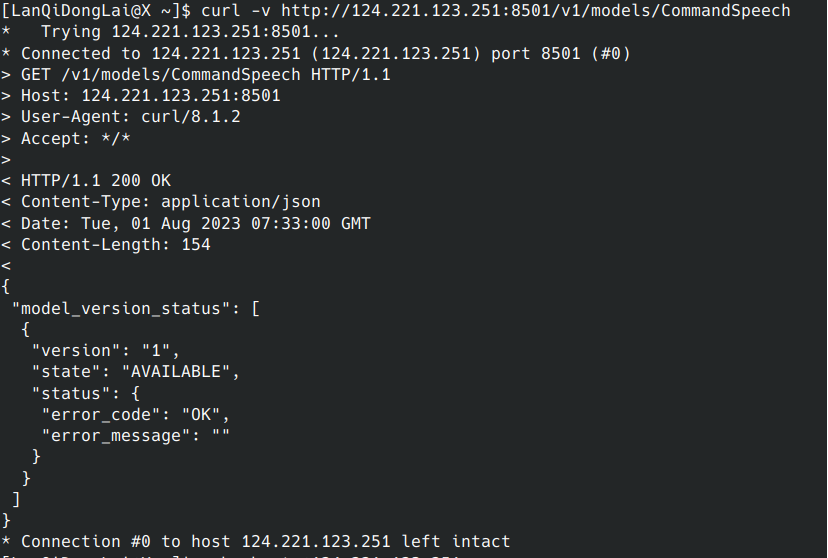 [LanQiDongLai@X ~]$ curl -v http://124.221.123.251:8501/v1/models/CommandSpeech
*   Trying 124.221.123.251:8501...
* Connected to 124.221.123.251 (124.221.123.251) port 8501 (#0)
> GET /v1/models/CommandSpeech HTTP/1.1
> Host: 124.221.123.251:8501
> User-Agent: curl/8.1.2
> Accept: */*
>
< HTTP/1.1 200 OK
< Content-Type: application/json
< Date: Tue, 01 Aug 2023 07:33:00 GMT
< Content-Length: 154
<
{
 "model_version_status": [
  {
   "version": "1",
   "state": "AVAILABLE",
   "status": {
    "error_code": "OK",
    "error_message": ""
   }
  }
 ]
}
* Connection #0 to host 124.221.123.251 left intact